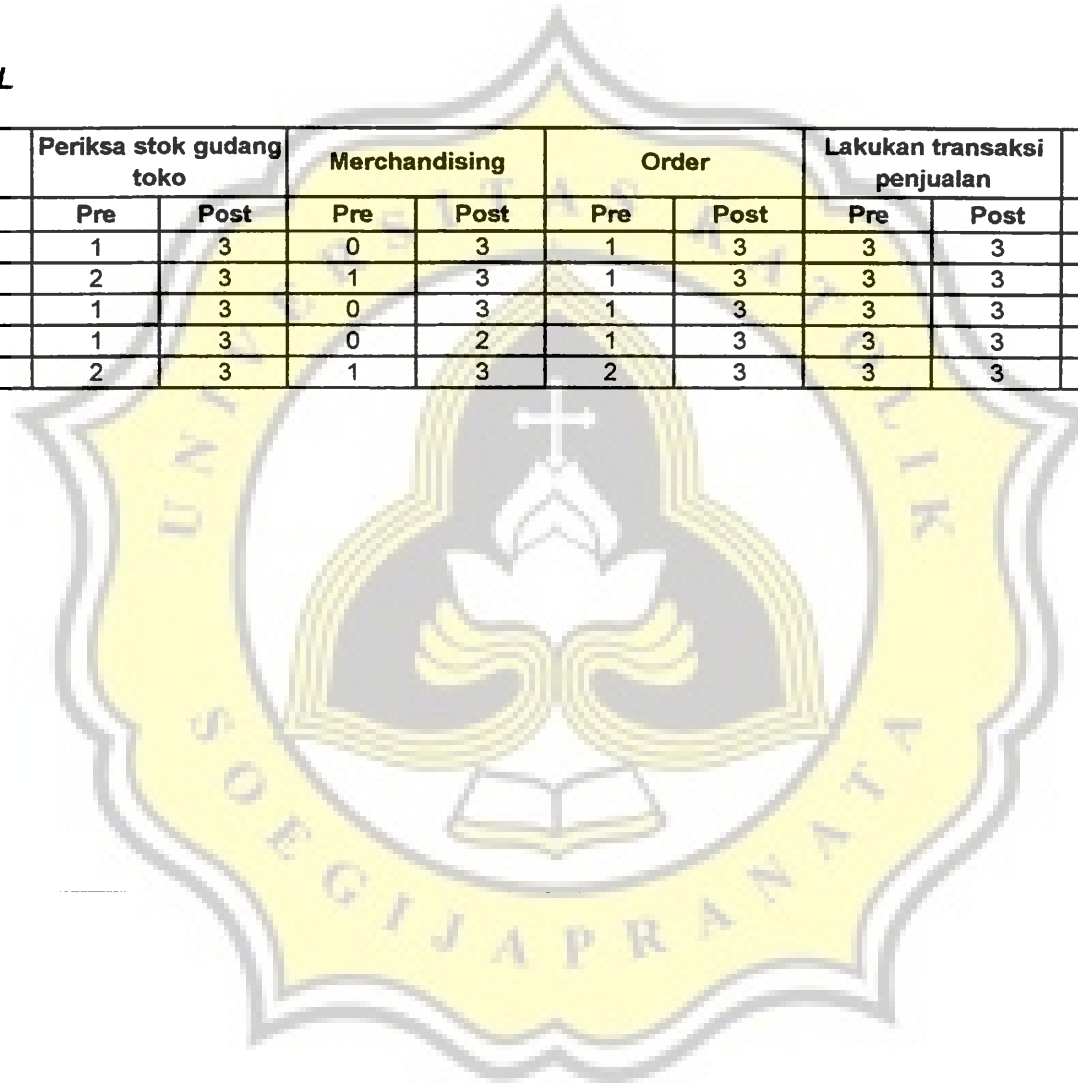 L
Periksa stok gudang toko | Merchandising | Order | Lakukan transaksi penjualan
Pre | Post | Pre | Post | Pre | Post | Pre | Post
1 | 3 | 0 | 3 | 1 | 3 | 3 | 3
2 | 3 | 1 | 3 | 1 | 3 | 3 | 3
1 | 3 | 0 | 3 | 1 | 3 | 3 | 3
1 | 3 | 0 | 2 | 1 | 3 | 3 | 3
2 | 3 | 1 | 3 | 2 | 3 | 3 | 3
UNIVERSITAS KATOLIK
SOEGIJAPRANATA